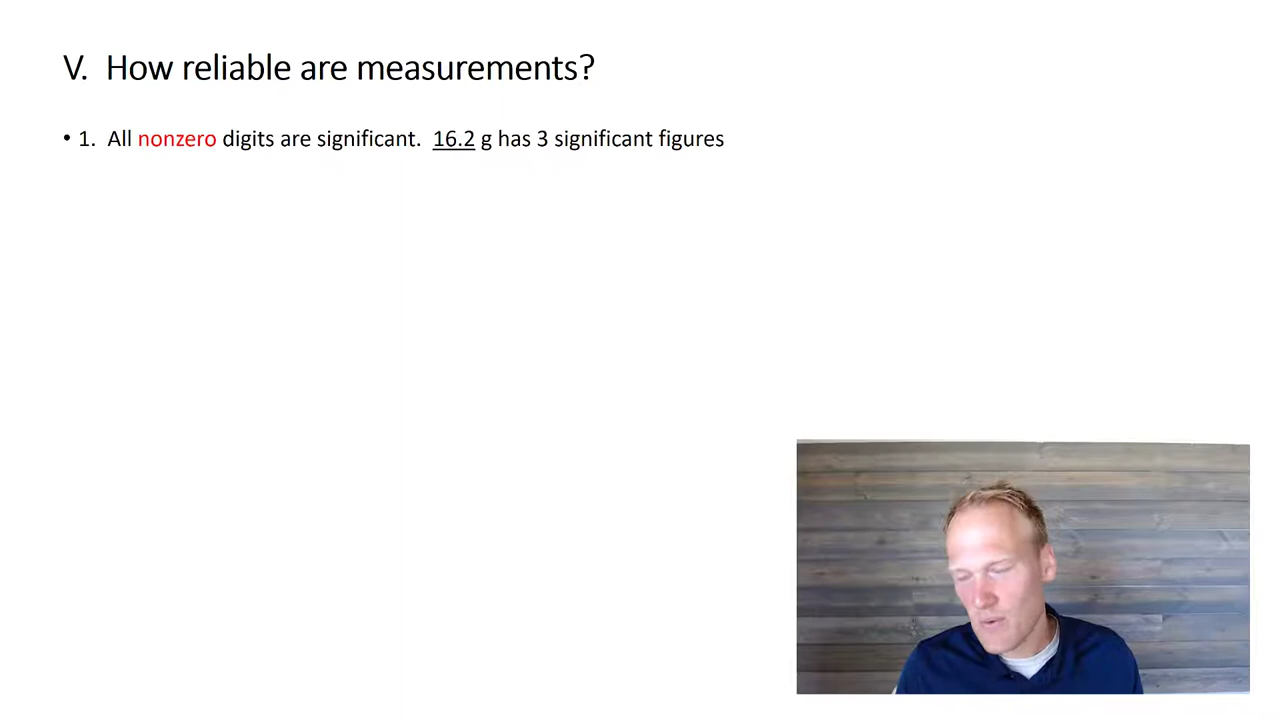 V. How reliable are measurements?
• 1. All nonzero digits are significant. 16.2 g has 3 significant figures